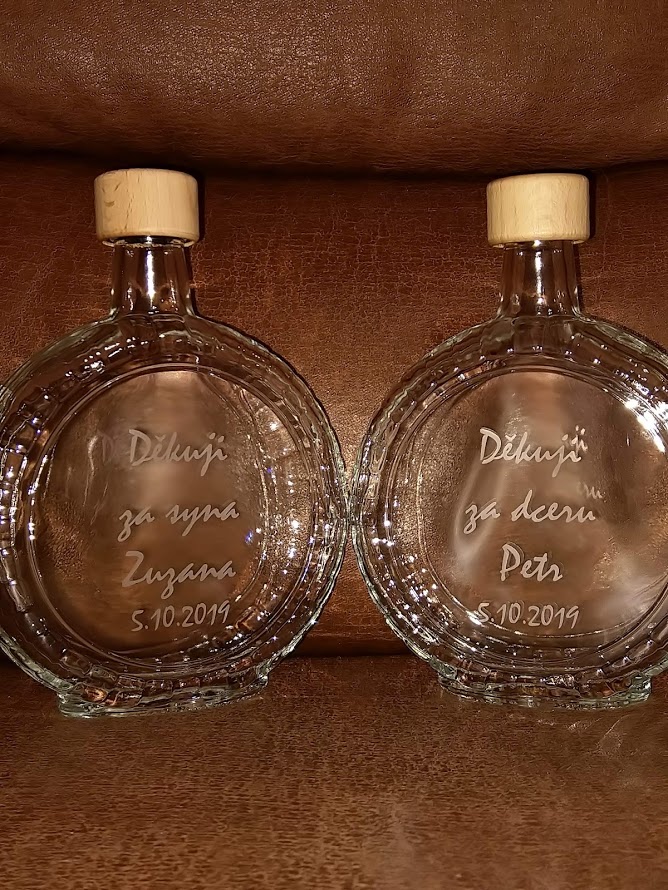 Děkuji
za syna
Zuzana
5.10.2019
Děkuji
za dceru
Petr
5.10.2019